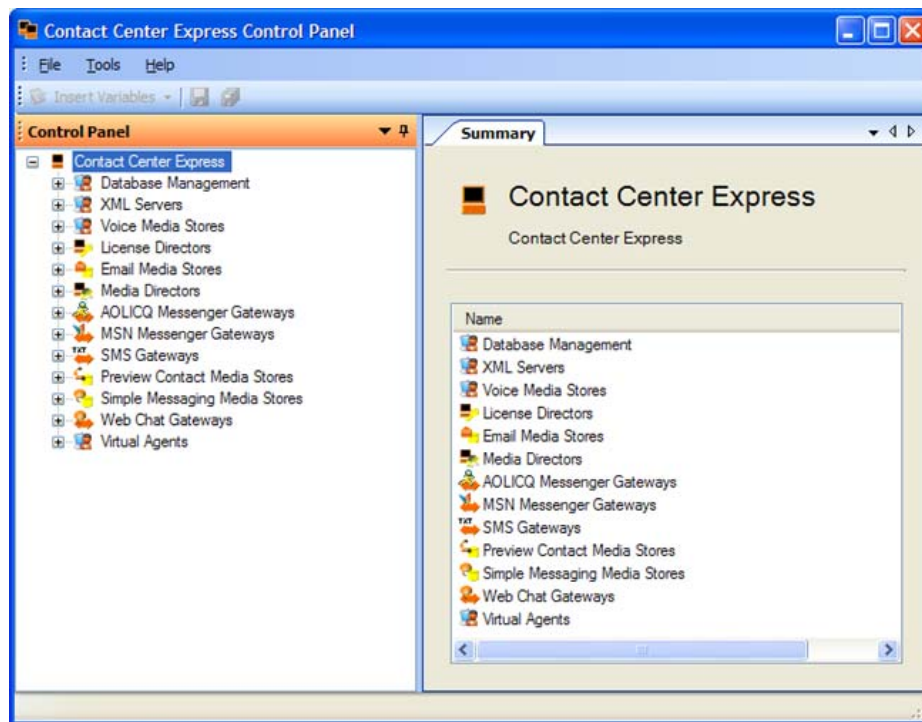 Contact Center Express Control Panel
File Tools Help
Insert Variables
Control Panel
Contact Center Express
Database Management
XML Servers
Voice Media Stores
License Directors
Email Media Stores
Media Directors
AOLICQ Messenger Gateways
MSN Messenger Gateways
TXT SMS Gateways
Preview Contact Media Stores
Simple Messaging Media Stores
Web Chat Gateways
Virtual Agents
Summary
Contact Center Express
Contact Center Express
Name
Database Management
XML Servers
Voice Media Stores
License Directors
Email Media Stores
Media Directors
AOLICQ Messenger Gateways
MSN Messenger Gateways
TXT SMS Gateways
Preview Contact Media Stores
Simple Messaging Media Stores
Web Chat Gateways
Virtual Agents